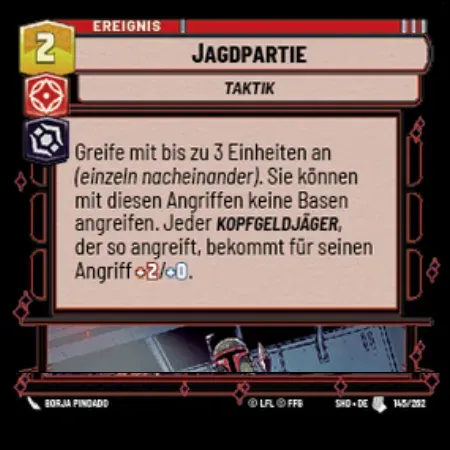 EREIGNIS
2
JAGDPARTIE
TAKTIK
Greife mit bis zu 3 Einheiten an
(einzeln nacheinander). Sie können
mit diesen Angriffen keine Basen
angreifen. Jeder KOPFGELDJÄGER,
der so angreift, bekommt für seinen
Angriff +2/+0.
BORJA PINDADO
© LFL © FFG
SHD • DE
145/262